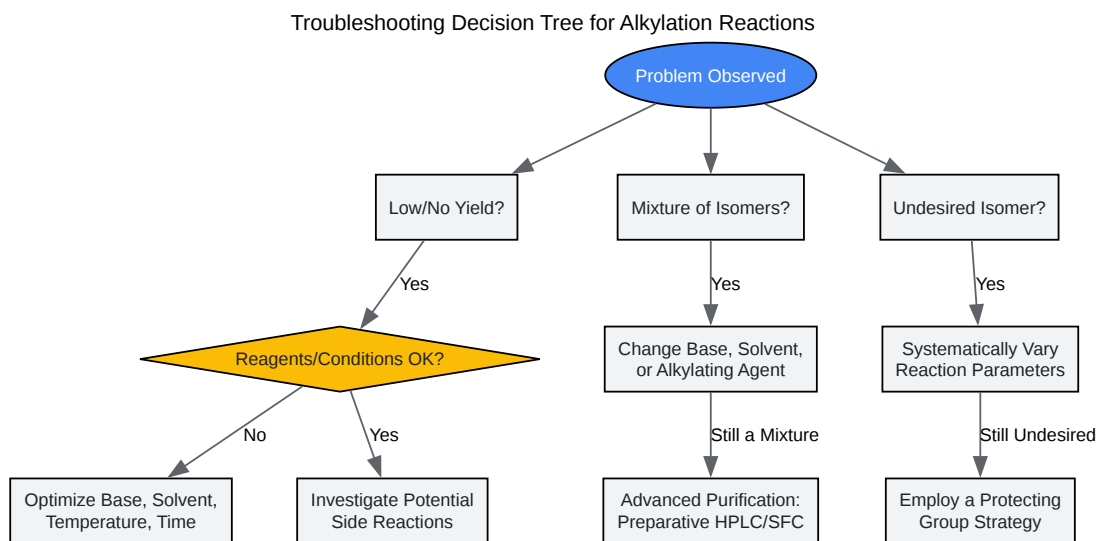 Troubleshooting Decision Tree for Alkylation Reactions
Problem Observed
Low/No Yield?
Mixture of Isomers?
Undesired Isomer?
Yes
Yes
Yes
Reagents/Conditions OK?
Change Base, Solvent,
or Alkylating Agent
Systematically Vary
Reaction Parameters
No
Yes
Still a Mixture
Still Undesired
Optimize Base, Solvent,
Temperature, Time
Investigate Potential
Side Reactions
Advanced Purification:
Preparative HPLC/SFC
Employ a Protecting
Group Strategy